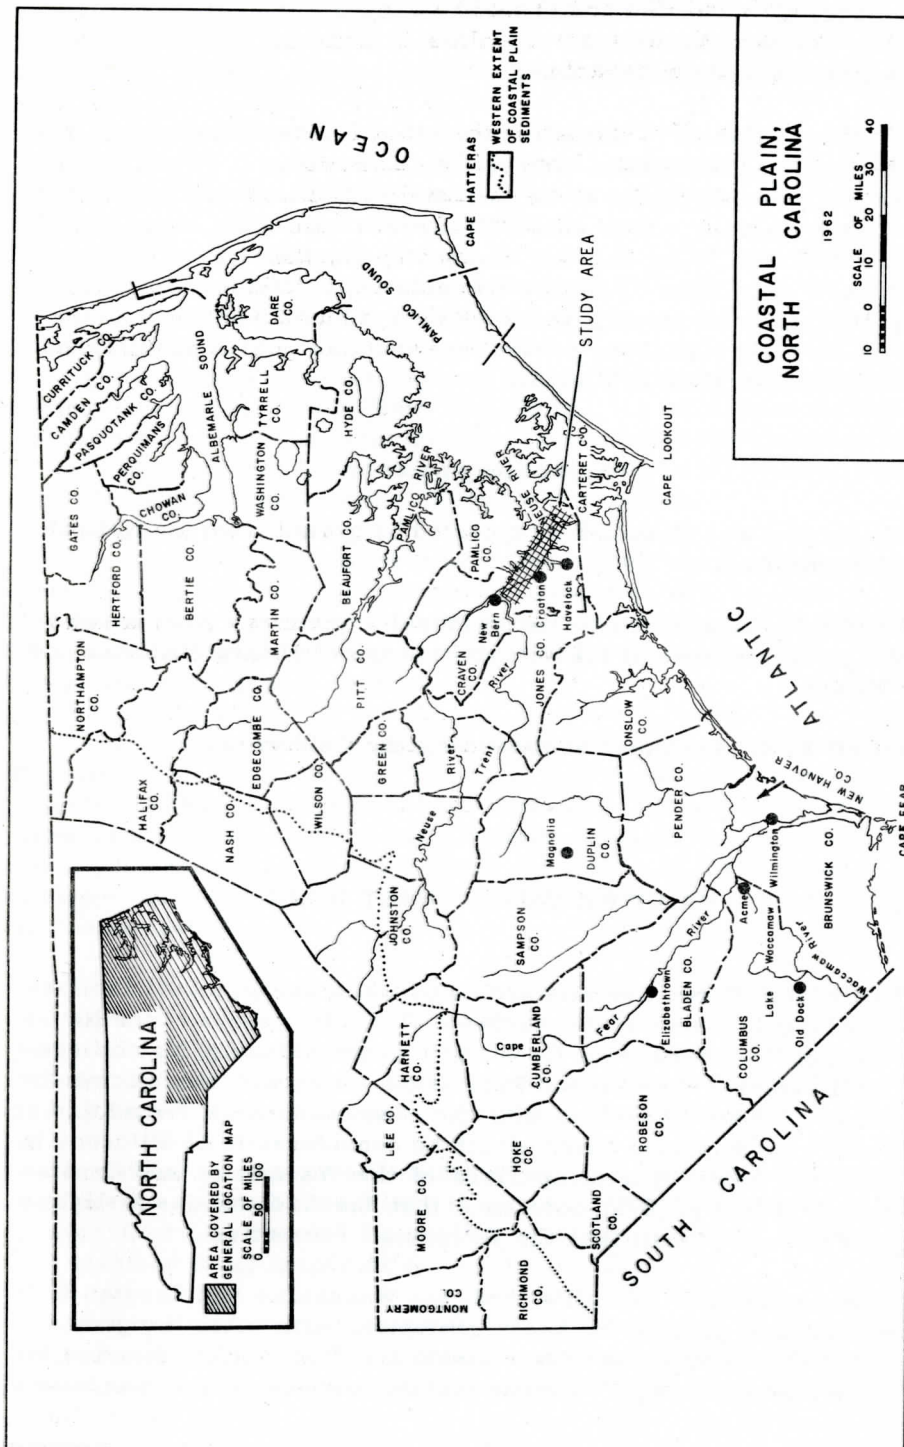 NORTH CAROLINA
AREA COVERED BY
GENERAL LOCATION MAP
SCALE OF MILES
0 50 100
NORTHAMPTON
CO.
GATES CO.
CURRITUCK CO.
CAMDEN CO.
PASQUOTANK CO.
PERQUIMANS
CO.
CHOWAN
CO.
HERTFORD CO.
BERTIE CO.
HALIFAX
CO.
NASH CO.
EDGECOMBE CO.
MARTIN CO.
WASHINGTON
CO.
TYRRELL
CO.
DARE
CO.
ALBEMARLE SOUND
WILSON CO.
PITT CO.
BEAUFORT CO.
HYDE CO.
PAMLICO RIVER
PAMLICO SOUND
OCEAN
CAPE HATTERAS
WESTERN EXTENT
OF COASTAL PLAIN
SEDIMENTS
JOHNSTON
CO.
GREEN CO.
Neuse River
CRAVEN
CO.
PAMLICO
CO.
NEUSE RIVER
STUDY AREA
New
Bern
Croatan
Havelock
CARTERET CO.
CAPE LOOKOUT
Trent River
JONES CO.
ONSLOW
CO.
LEE CO.
HARNETT
CO.
MOORE CO.
MONTGOMERY
CO.
RICHMOND
CO.
SCOTLAND
CO.
HOKE
CO.
CUMBERLAND
CO.
SAMPSON
CO.
Magnolia
DUPLIN
CO.
PENDER CO.
ROBESON
CO.
Cape Fear River
Elizabethtown
BLADEN CO.
COLUMBUS
CO.
Acme
Lake Waccamaw
Wilmington
NEW HANOVER
CO.
Old Dock
Waccamaw River
BRUNSWICK CO.
CAPE FEAR
SOUTH CAROLINA
ATLANTIC
COASTAL PLAIN,
NORTH CAROLINA
1962
SCALE OF MILES
10 0 10 20 30 40